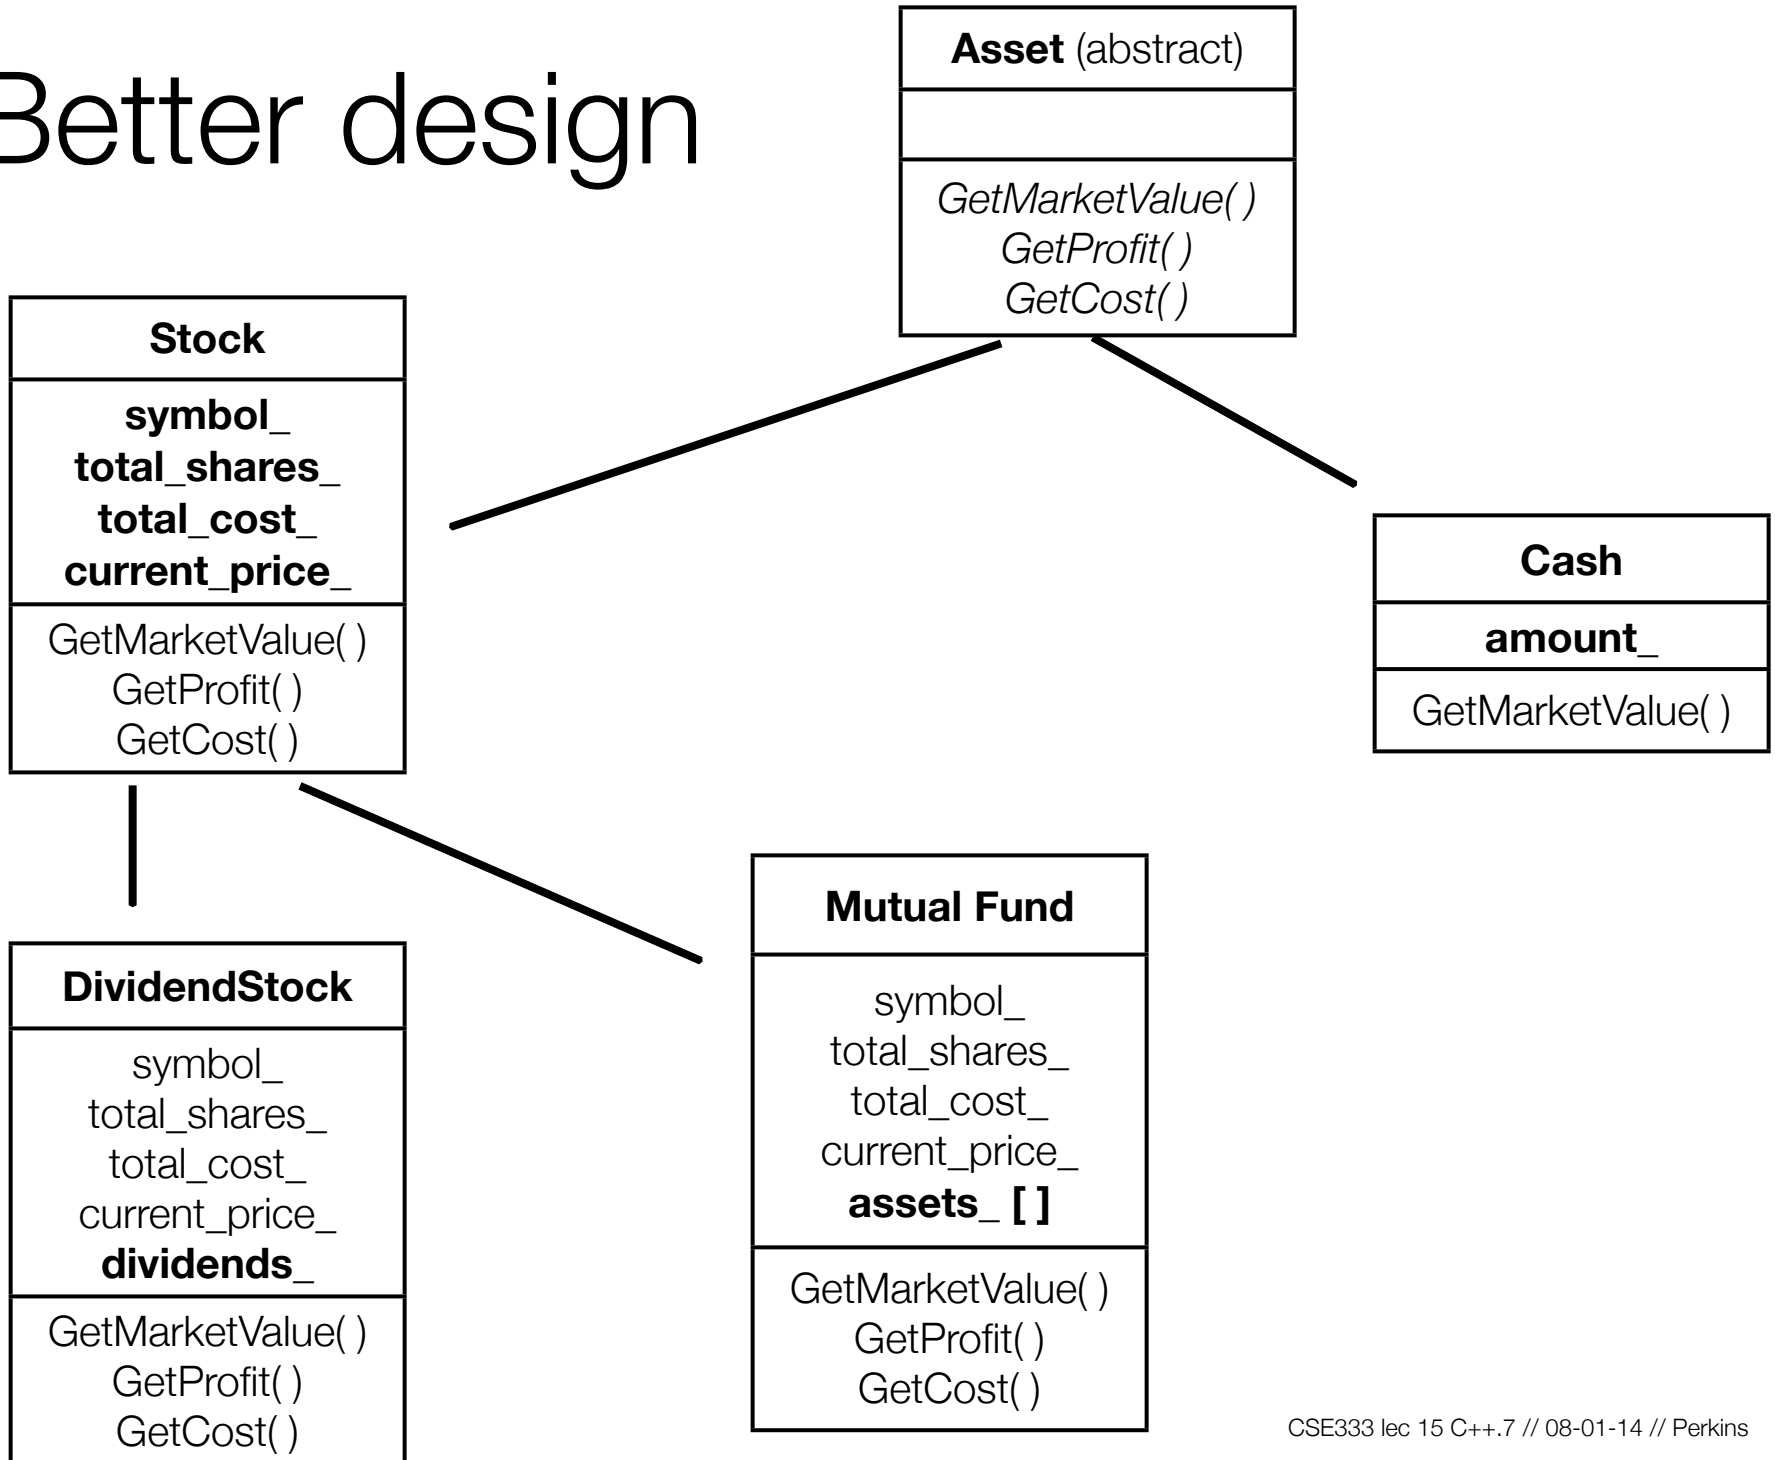 Better design
Asset (abstract)
GetMarketValue( )
GetProfit( )
GetCost( )
Stock
symbol_
total_shares_
total_cost_
current_price_
GetMarketValue( )
GetProfit( )
GetCost( )
Cash
amount_
GetMarketValue( )
DividendStock
symbol_
total_shares_
total_cost_
current_price_
dividends_
GetMarketValue( )
GetProfit( )
GetCost( )
Mutual Fund
symbol_
total_shares_
total_cost_
current_price_
assets_ [ ]
GetMarketValue( )
GetProfit( )
GetCost( )
CSE333 lec 15 C++.7 // 08-01-14 // Perkins